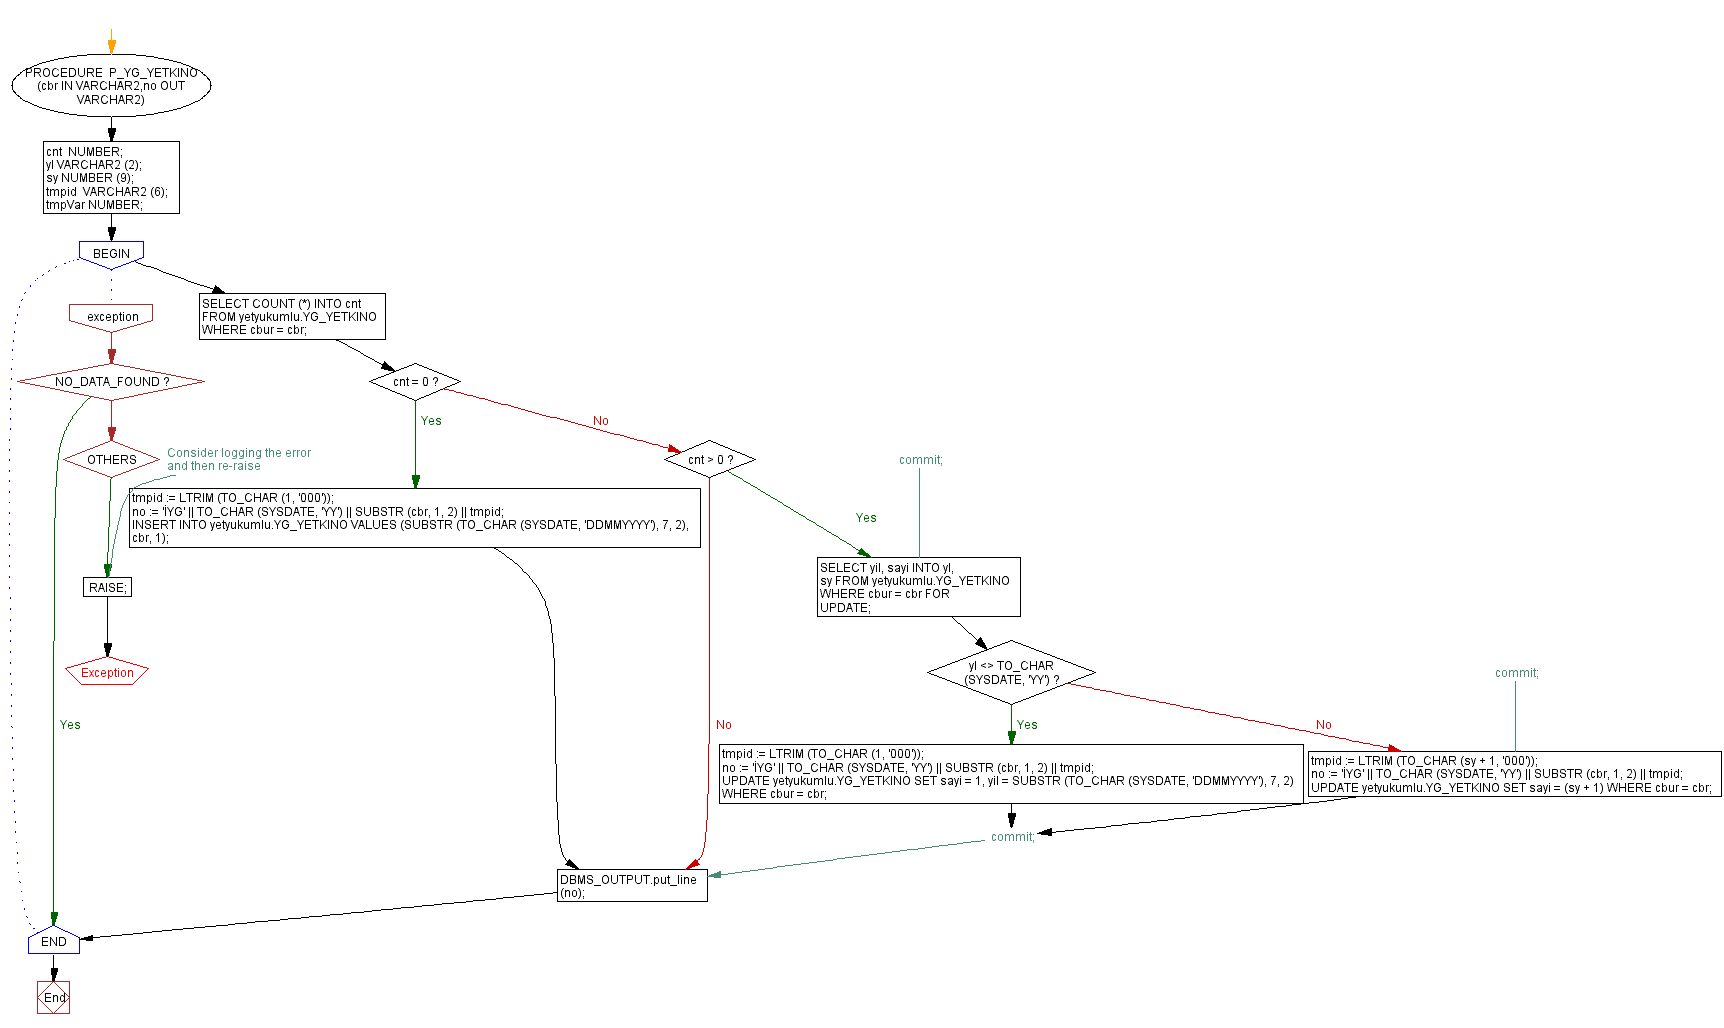 PROCEDURE  P_YG_YETKINO
(cbr IN VARCHAR2,no OUT
VARCHAR2)
cnt  NUMBER;
yl VARCHAR2 (2);
sy NUMBER (9);
tmpid  VARCHAR2 (6);
tmpVar NUMBER;
BEGIN
SELECT COUNT (*) INTO cnt
FROM yetyukumlu.YG_YETKINO
WHERE cbur = cbr;
exception
NO_DATA_FOUND ?
cnt = 0 ?
Yes
No
OTHERS
Consider logging the error
and then re-raise
cnt > 0 ?
commit;
tmpid := LTRIM (TO_CHAR (1, '000'));
no := 'İYG' || TO_CHAR (SYSDATE, 'YY') || SUBSTR (cbr, 1, 2) || tmpid;
INSERT INTO yetyukumlu.YG_YETKINO VALUES (SUBSTR (TO_CHAR (SYSDATE, 'DDMMYYYY'), 7, 2),
cbr, 1);
Yes
SELECT yil, sayi INTO yl,
sy FROM yetyukumlu.YG_YETKINO
WHERE cbur = cbr FOR
UPDATE;
RAISE;
Exception
yl <> TO_CHAR
(SYSDATE, 'YY') ?
commit;
Yes
No
Yes
No
tmpid := LTRIM (TO_CHAR (1, '000'));
no := 'İYG' || TO_CHAR (SYSDATE, 'YY') || SUBSTR (cbr, 1, 2) || tmpid;
UPDATE yetyukumlu.YG_YETKINO SET sayi = 1, yil = SUBSTR (TO_CHAR (SYSDATE, 'DDMMYYYY'), 7, 2)
WHERE cbur = cbr;
tmpid := LTRIM (TO_CHAR (sy + 1, '000'));
no := 'İYG' || TO_CHAR (SYSDATE, 'YY') || SUBSTR (cbr, 1, 2) || tmpid;
UPDATE yetyukumlu.YG_YETKINO SET sayi = (sy + 1) WHERE cbur = cbr;
commit;
DBMS_OUTPUT.put_line
(no);
END
End